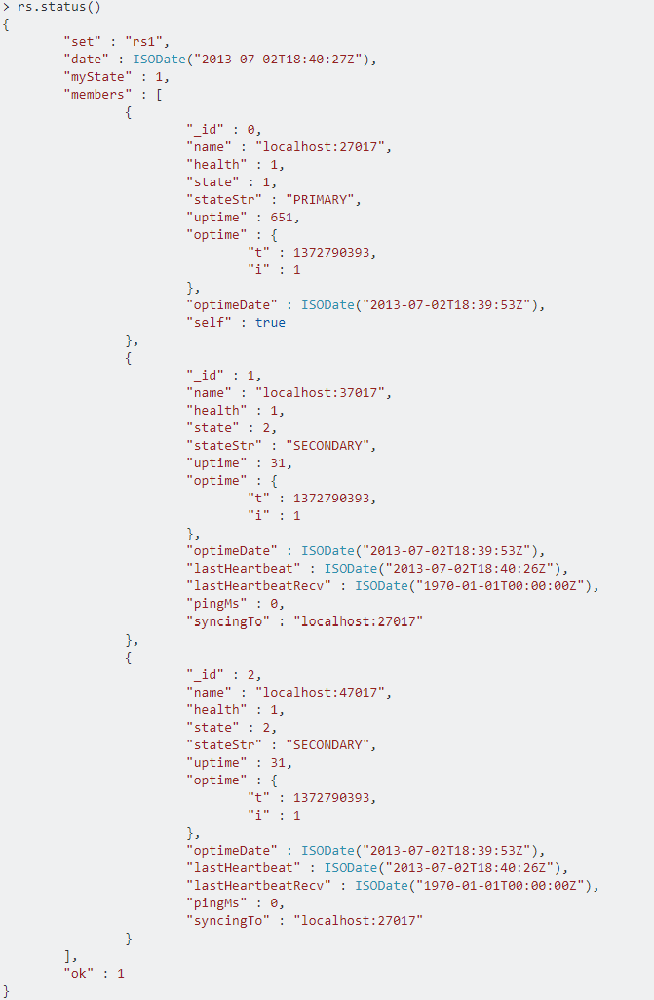 > rs.status()
{
        "set" : "rs1",
        "date" : ISODate("2013-07-02T18:40:27Z"),
        "myState" : 1,
        "members" : [
                {
                        "_id" : 0,
                        "name" : "localhost:27017",
                        "health" : 1,
                        "state" : 1,
                        "stateStr" : "PRIMARY",
                        "uptime" : 651,
                        "optime" : {
                                "t" : 1372790393,
                                "i" : 1
                        },
                        "optimeDate" : ISODate("2013-07-02T18:39:53Z"),
                        "self" : true
                },
                {
                        "_id" : 1,
                        "name" : "localhost:37017",
                        "health" : 1,
                        "state" : 2,
                        "stateStr" : "SECONDARY",
                        "uptime" : 31,
                        "optime" : {
                                "t" : 1372790393,
                                "i" : 1
                        },
                        "optimeDate" : ISODate("2013-07-02T18:39:53Z"),
                        "lastHeartbeat" : ISODate("2013-07-02T18:40:26Z"),
                        "lastHeartbeatRecv" : ISODate("1970-01-01T00:00:00Z"),
                        "pingMs" : 0,
                        "syncingTo" : "localhost:27017"
                },
                {
                        "_id" : 2,
                        "name" : "localhost:47017",
                        "health" : 1,
                        "state" : 2,
                        "stateStr" : "SECONDARY",
                        "uptime" : 31,
                        "optime" : {
                                "t" : 1372790393,
                                "i" : 1
                        },
                        "optimeDate" : ISODate("2013-07-02T18:39:53Z"),
                        "lastHeartbeat" : ISODate("2013-07-02T18:40:26Z"),
                        "lastHeartbeatRecv" : ISODate("1970-01-01T00:00:00Z"),
                        "pingMs" : 0,
                        "syncingTo" : "localhost:27017"
                }
        ],
        "ok" : 1
}